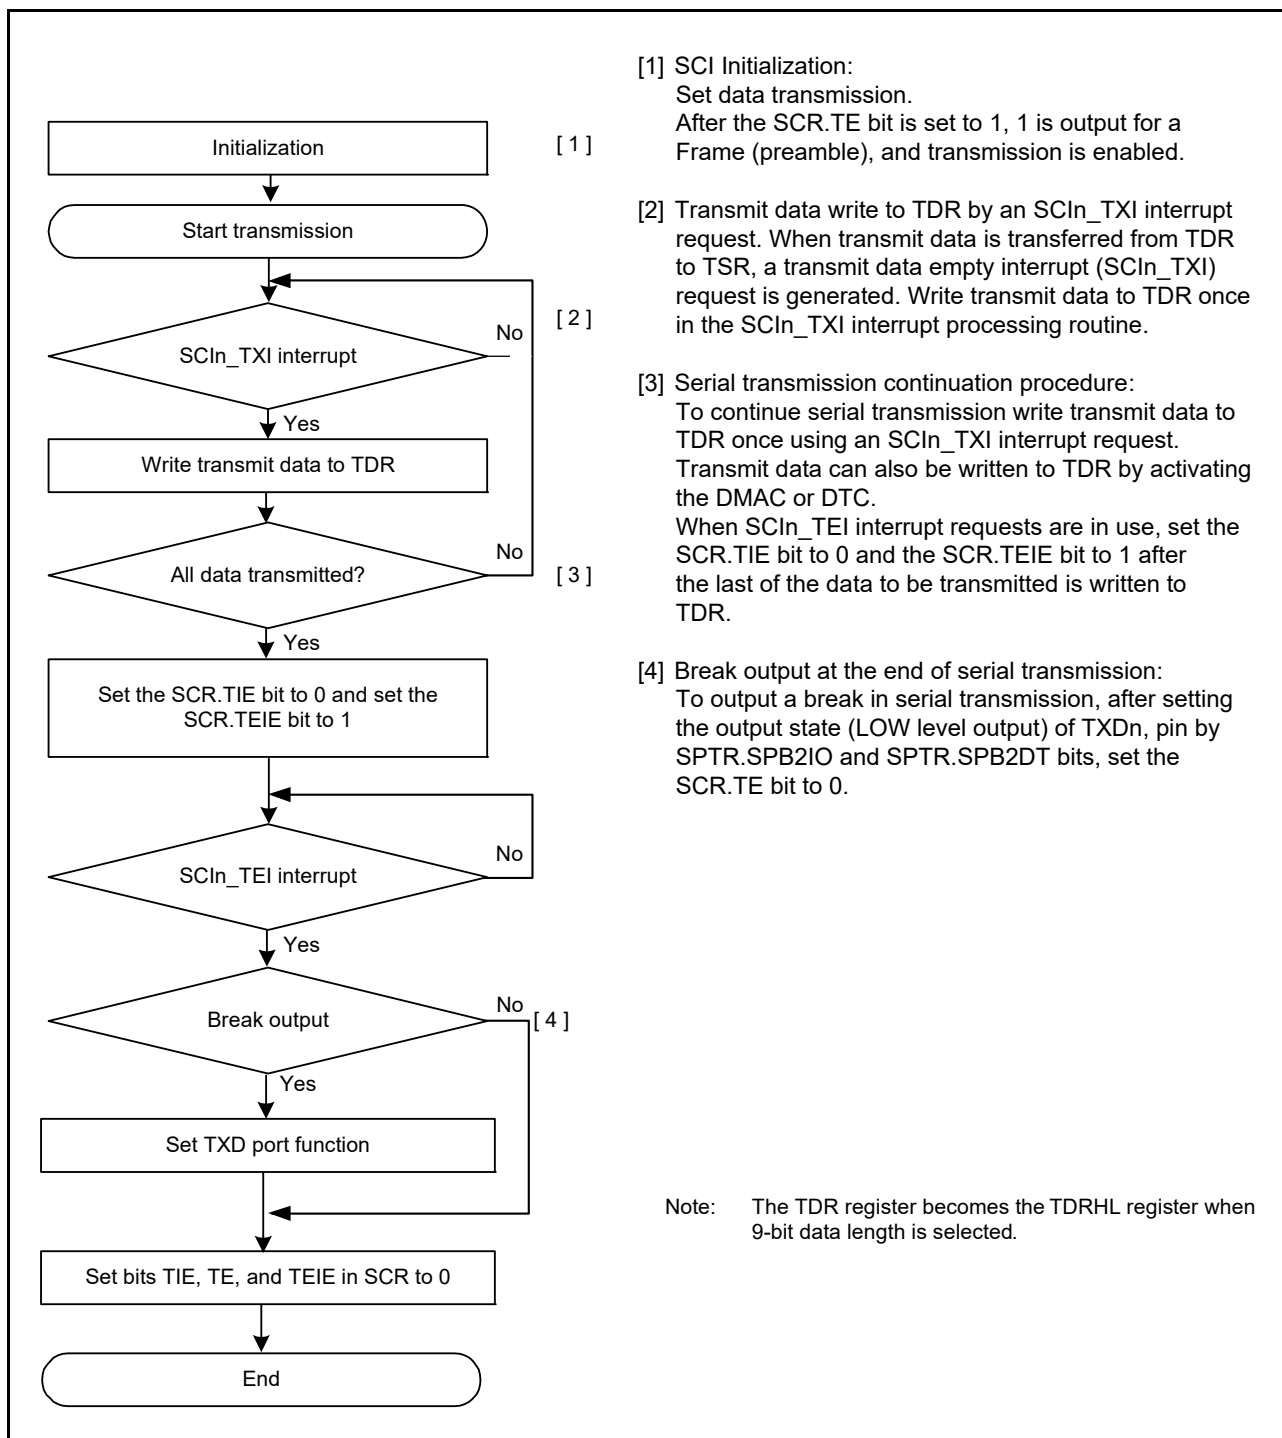 Initialization
[ 1 ]
Start transmission
SCIn_TXI interrupt
No
[ 2 ]
Yes
Write transmit data to TDR
All data transmitted?
No
[ 3 ]
Yes
Set the SCR.TIE bit to 0 and set the
SCR.TEIE bit to 1
SCIn_TEI interrupt
No
Yes
Break output
No
[ 4 ]
Yes
Set TXD port function
Set bits TIE, TE, and TEIE in SCR to 0
End
[1] SCI Initialization:
Set data transmission.
After the SCR.TE bit is set to 1, 1 is output for a
Frame (preamble), and transmission is enabled.
[2] Transmit data write to TDR by an SCIn_TXI interrupt
request. When transmit data is transferred from TDR
to TSR, a transmit data empty interrupt (SCIn_TXI)
request is generated. Write transmit data to TDR once
in the SCIn_TXI interrupt processing routine.
[3] Serial transmission continuation procedure:
To continue serial transmission write transmit data to
TDR once using an SCIn_TXI interrupt request.
Transmit data can also be written to TDR by activating
the DMAC or DTC.
When SCIn_TEI interrupt requests are in use, set the
SCR.TIE bit to 0 and the SCR.TEIE bit to 1 after
the last of the data to be transmitted is written to
TDR.
[4] Break output at the end of serial transmission:
To output a break in serial transmission, after setting
the output state (LOW level output) of TXDn, pin by
SPTR.SPB2IO and SPTR.SPB2DT bits, set the
SCR.TE bit to 0.
Note: The TDR register becomes the TDRHL register when
9-bit data length is selected.